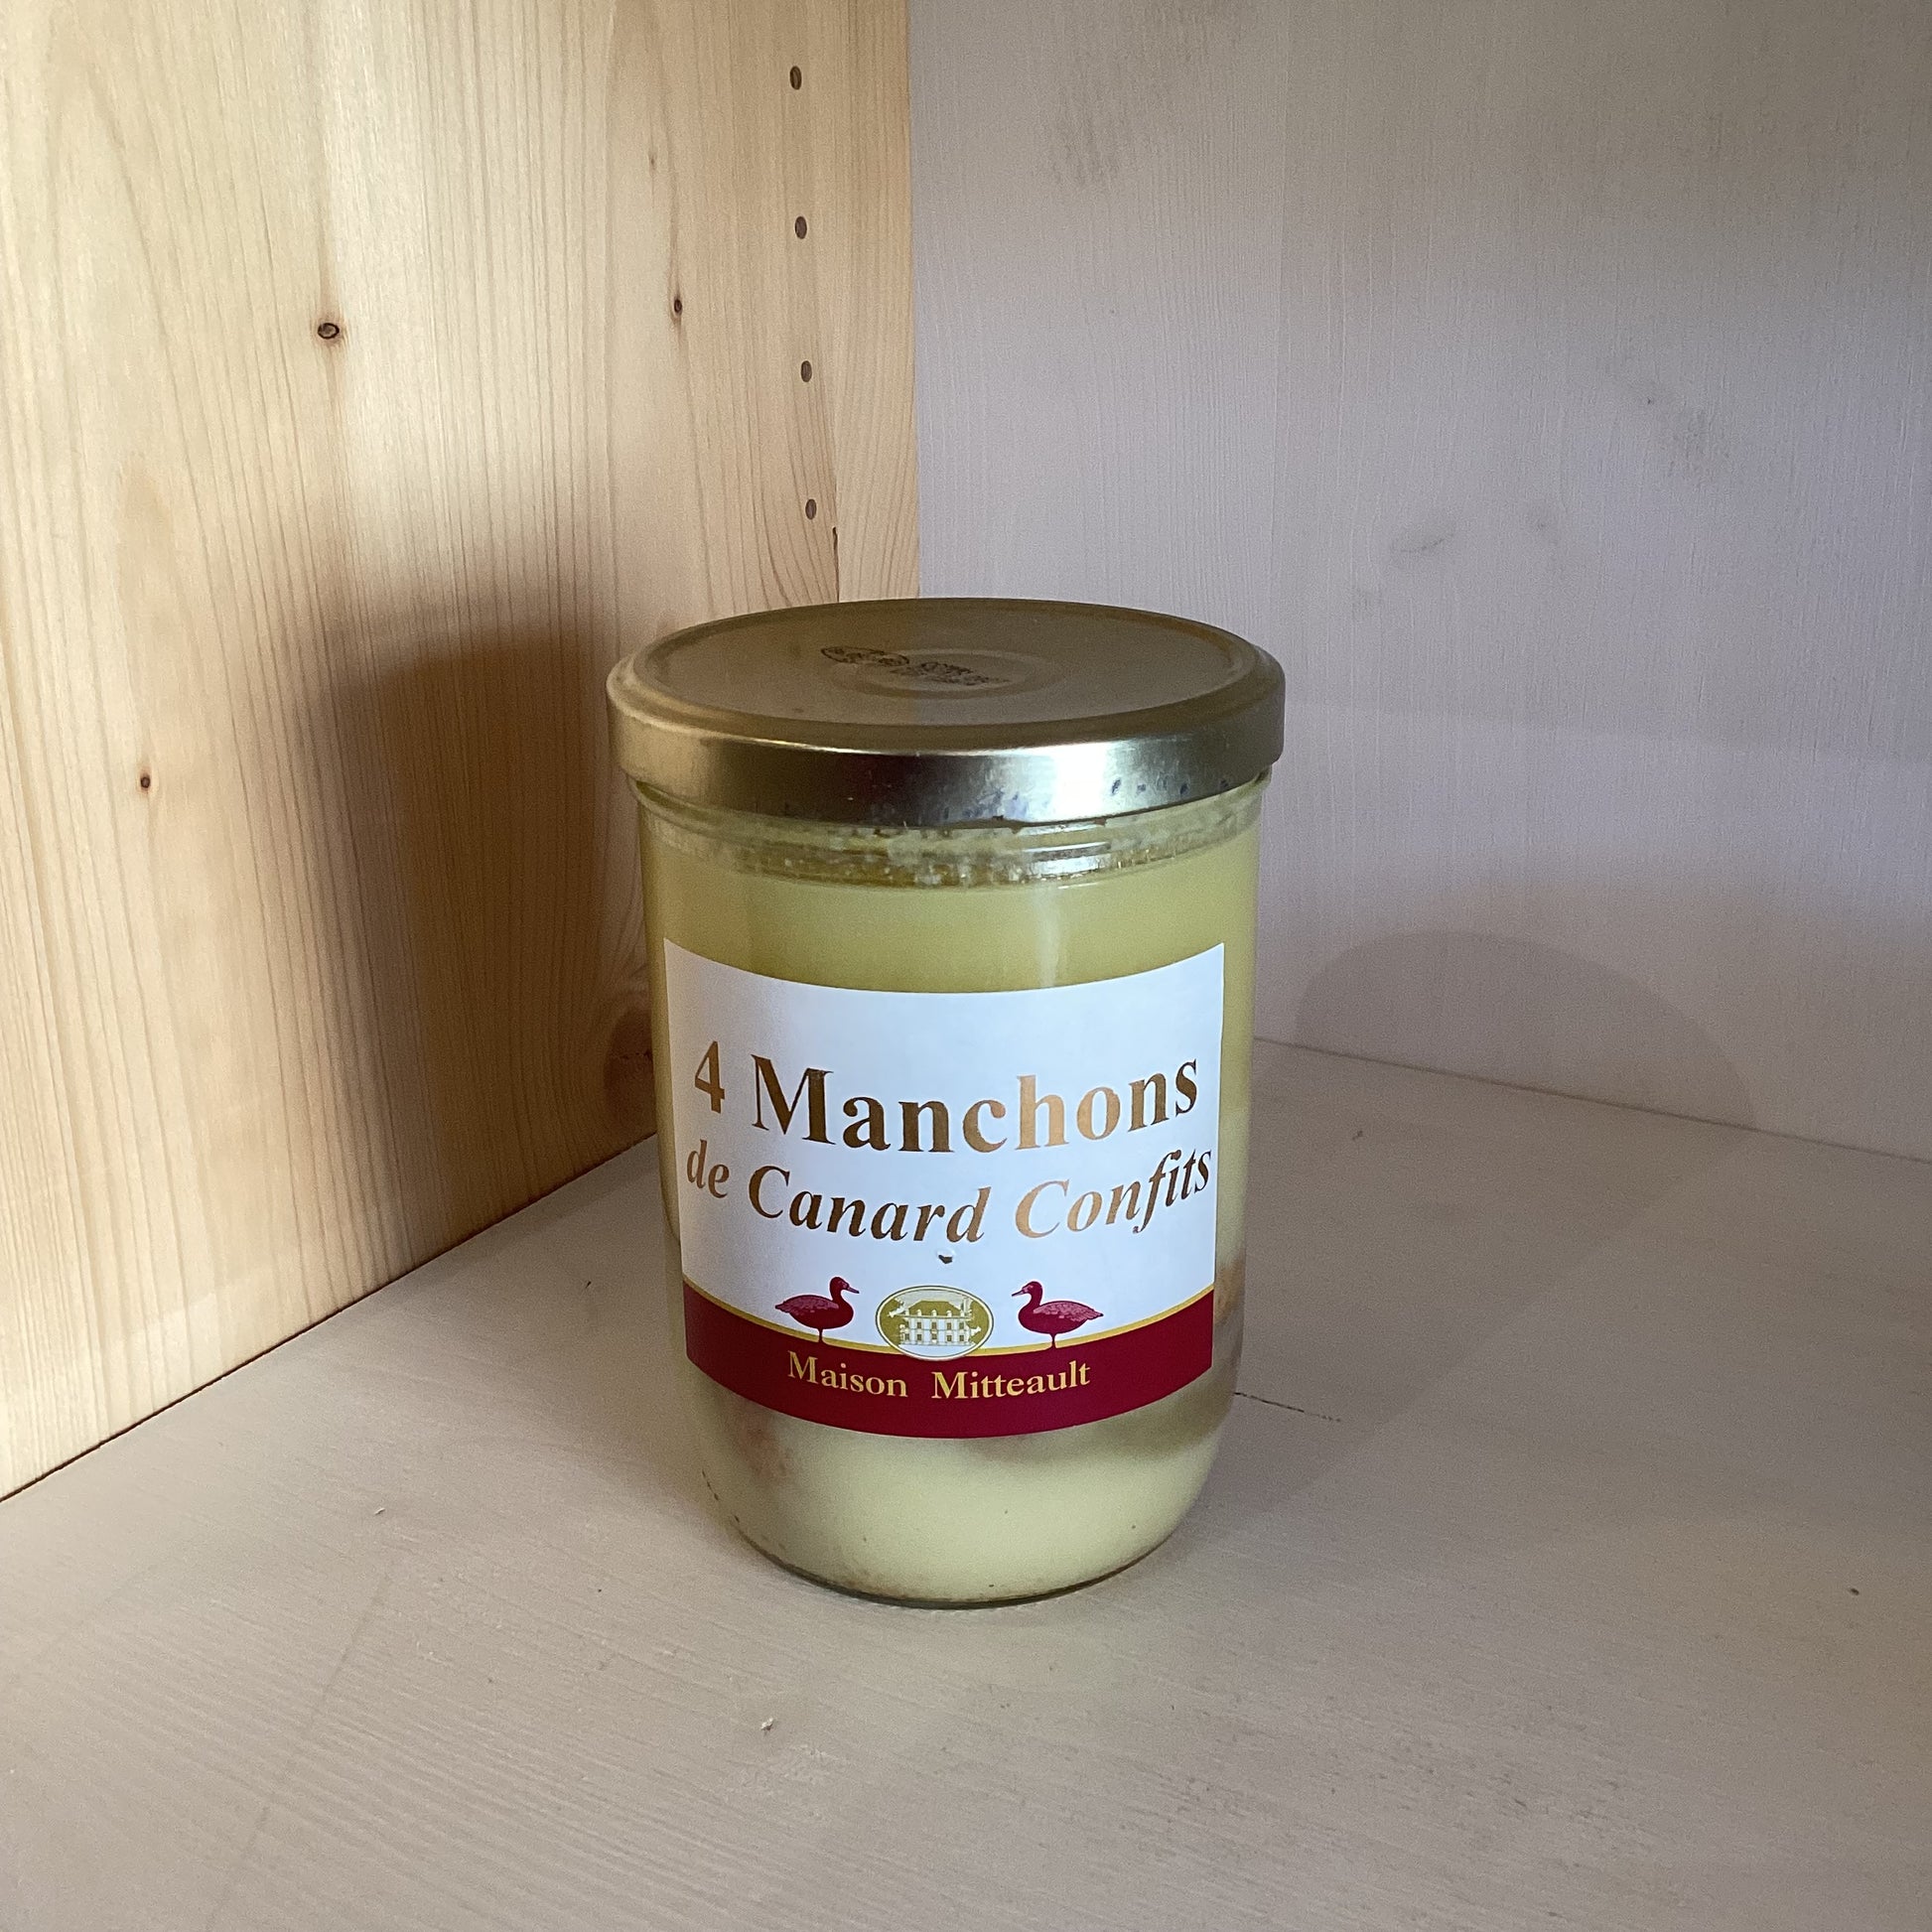 4 Manchons
de Canard Confits
Maison Mitteault